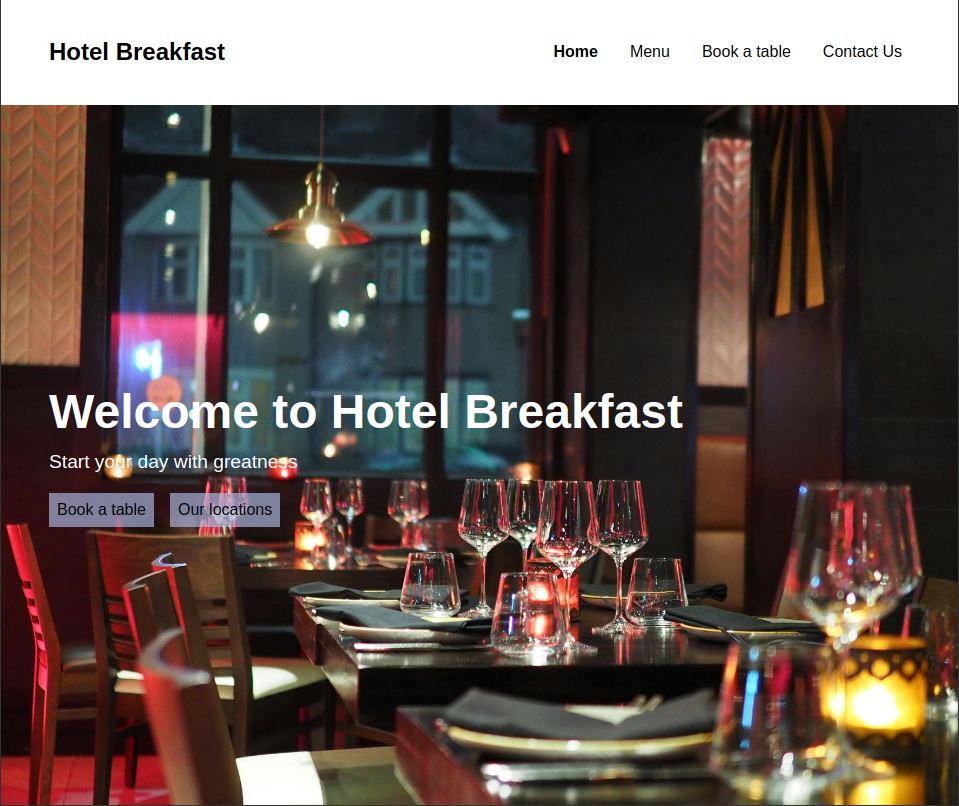 Hotel Breakfast
Home Menu Book a table Contact Us
Welcome to Hotel Breakfast
Start your day with greatness
Book a table Our locations